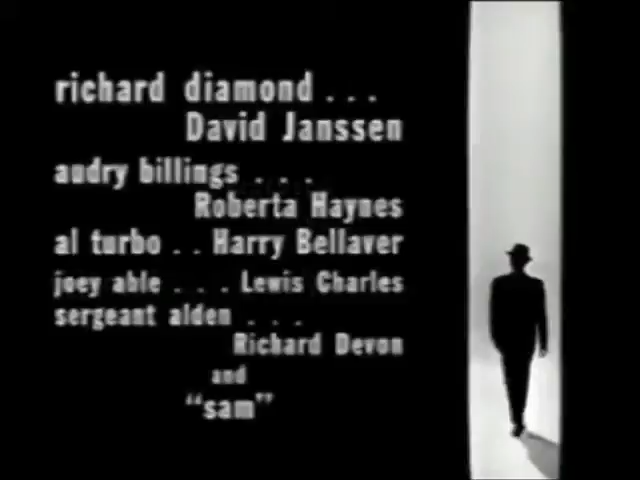 richard diamond ...
David Janssen
audry billings . . .
Roberta Haynes
al turbo . . Harry Bellaver
joey able . . . Lewis Charles
sergeant alden . . .
Richard Devon
and
"sam"